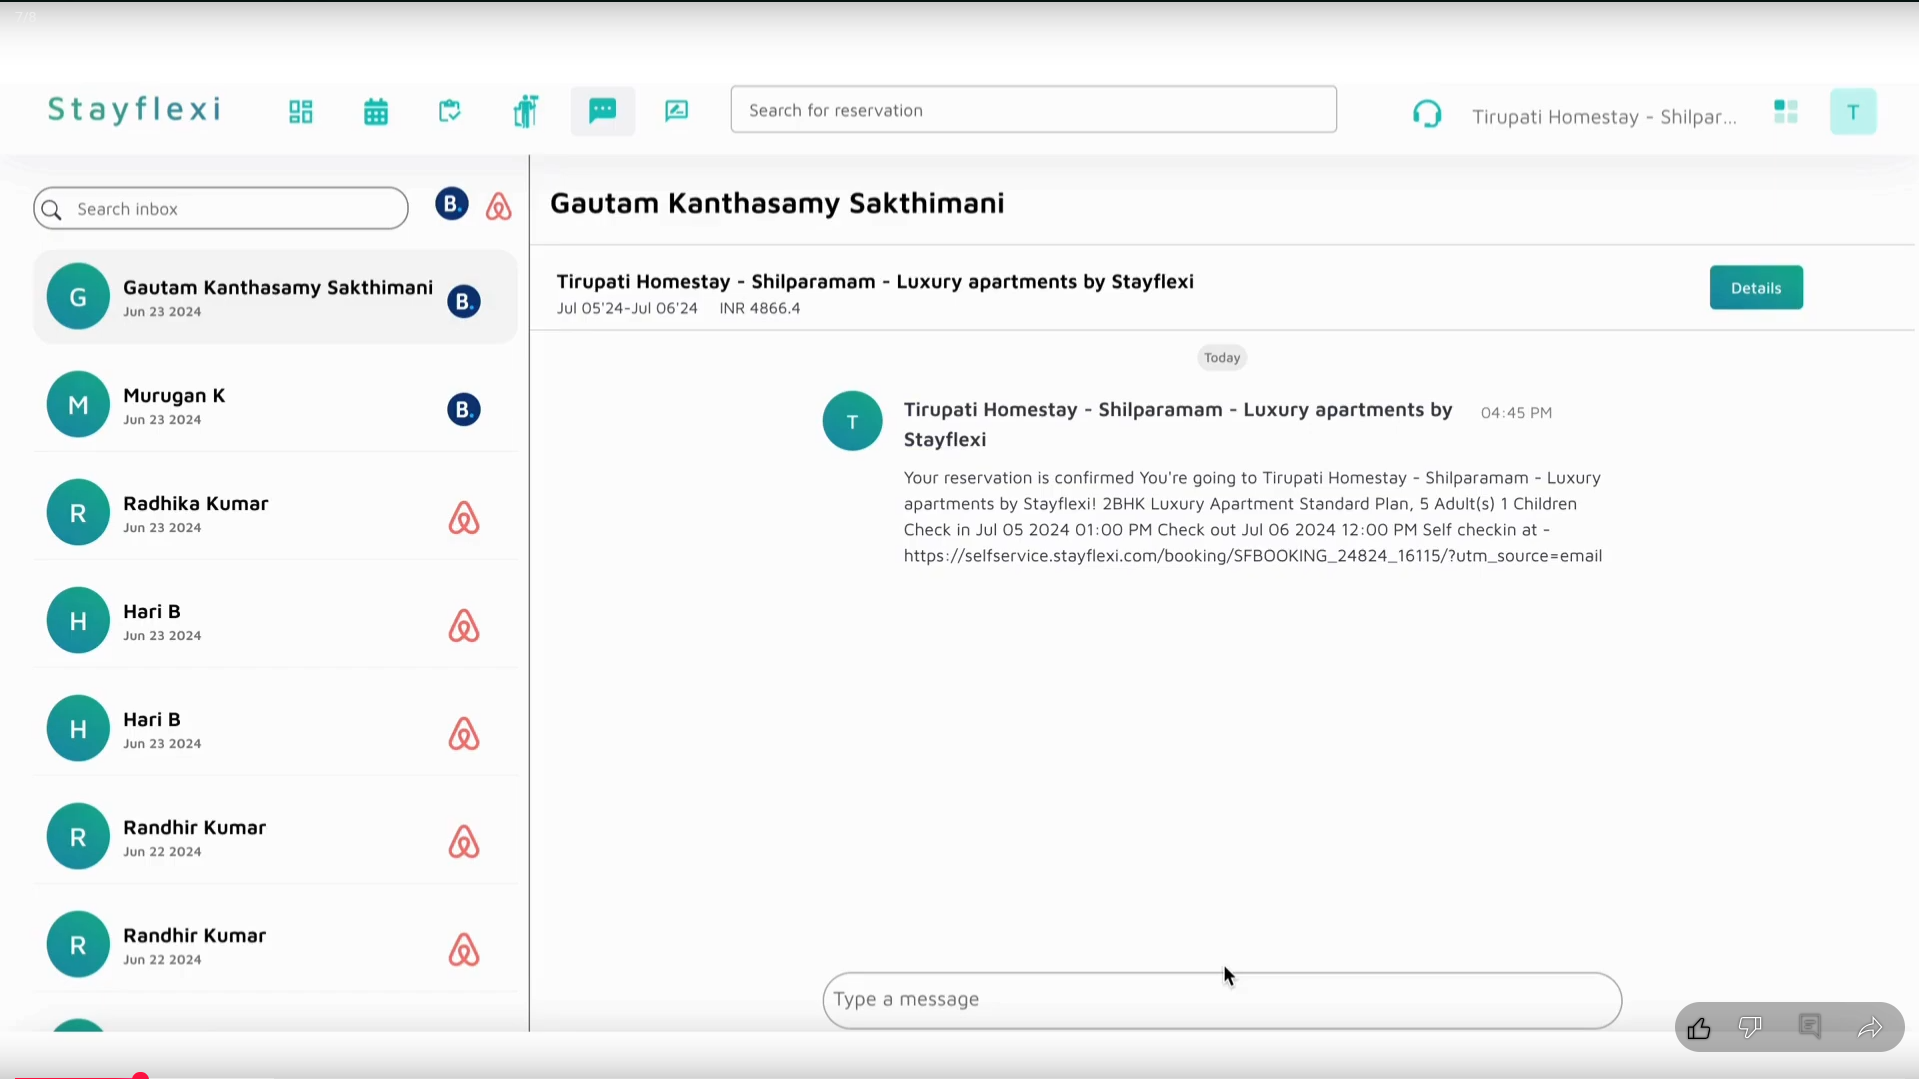 7/8
Stayflexi
Search for reservation
Tirupati Homestay - Shilpar...
T
Search inbox
B.
Gautam Kanthasamy Sakthimani
G
Gautam Kanthasamy Sakthimani
Jun 23 2024
B.
M
Murugan K
Jun 23 2024
B.
R
Radhika Kumar
Jun 23 2024
H
Hari B
Jun 23 2024
H
Hari B
Jun 23 2024
R
Randhir Kumar
Jun 22 2024
R
Randhir Kumar
Jun 22 2024
Tirupati Homestay - Shilparamam - Luxury apartments by Stayflexi
Jul 05'24-Jul 06'24 INR 4866.4
Details
Today
T
Tirupati Homestay - Shilparamam - Luxury apartments by
Stayflexi
04:45 PM
Your reservation is confirmed You're going to Tirupati Homestay - Shilparamam - Luxury
apartments by Stayflexi! 2BHK Luxury Apartment Standard Plan, 5 Adult(s) 1 Children
Check in Jul 05 2024 01:00 PM Check out Jul 06 2024 12:00 PM Self checkin at -
https://selfservice.stayflexi.com/booking/SFBOOKING_24824_16115/?utm_source=email
Type a message